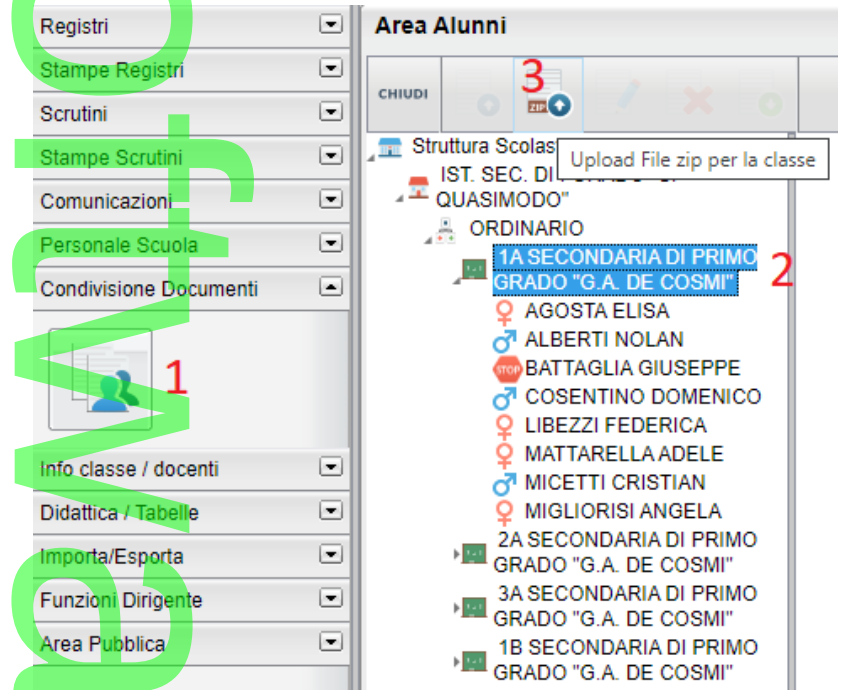 Registri
Stampe Registri
Scrutini
Stampe Scrutini
Comunicazioni
Personale Scuola
Condivisione Documenti
1
Info classe / docenti
Didattica / Tabelle
Importa/Esporta
Funzioni Dirigente
Area Pubblica
Area Alunni
CHIUDI
3
ZIP
Upload File zip per la classe
Struttura Scolas
IST. SEC. DI
QUASIMODO"
ORDINARIO
1A SECONDARIA DI PRIMO
GRADO "G.A. DE COSMI"
2
AGOSTA ELISA
ALBERTI NOLAN
STOP BATTAGLIA GIUSEPPE
COSENTINO DOMENICO
LIBEZZI FEDERICA
MATTARELLA ADELE
MICETTI CRISTIAN
MIGLIORISI ANGELA
2A SECONDARIA DI PRIMO
GRADO "G.A. DE COSMI"
3A SECONDARIA DI PRIMO
GRADO "G.A. DE COSMI"
1B SECONDARIA DI PRIMO
GRADO "G.A. DE COSMI"